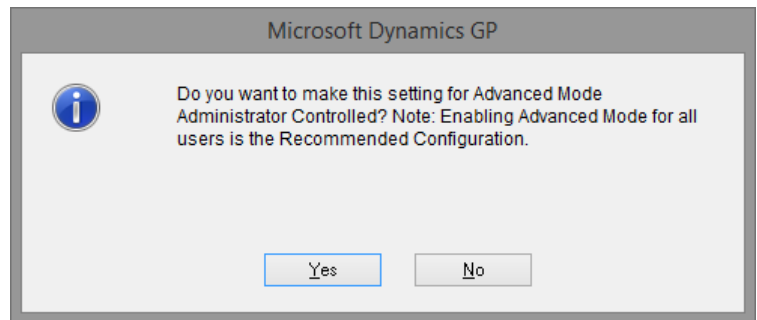 Microsoft Dynamics GP
Do you want to make this setting for Advanced Mode
Administrator Controlled? Note: Enabling Advanced Mode for all
users is the Recommended Configuration.
Yes No